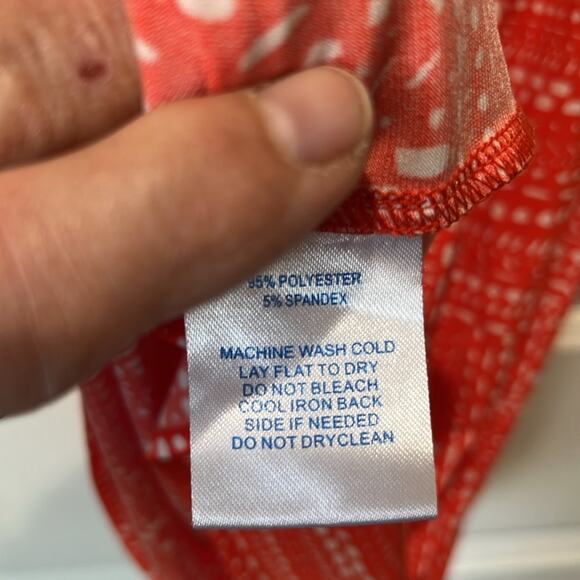 95% POLYESTER
5% SPANDEX
MACHINE WASH COLD
LAY FLAT TO DRY
DO NOT BLEACH
COOL IRON BACK
SIDE IF NEEDED
DO NOT DRYCLEAN